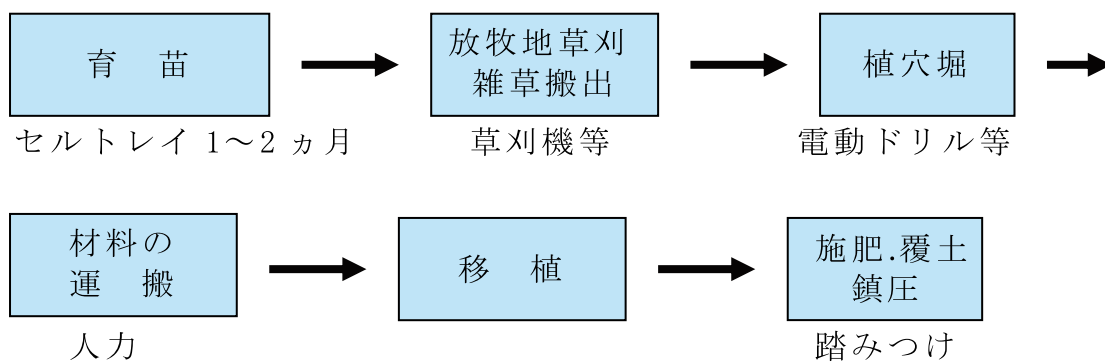 育　苗
セルトレイ 1〜2 ヵ月
放牧地草刈
雑草搬出
草刈機等
植穴堀
電動ドリル等
材料の
運　搬
人力
移　植
施肥.覆土
鎮圧
踏みつけ